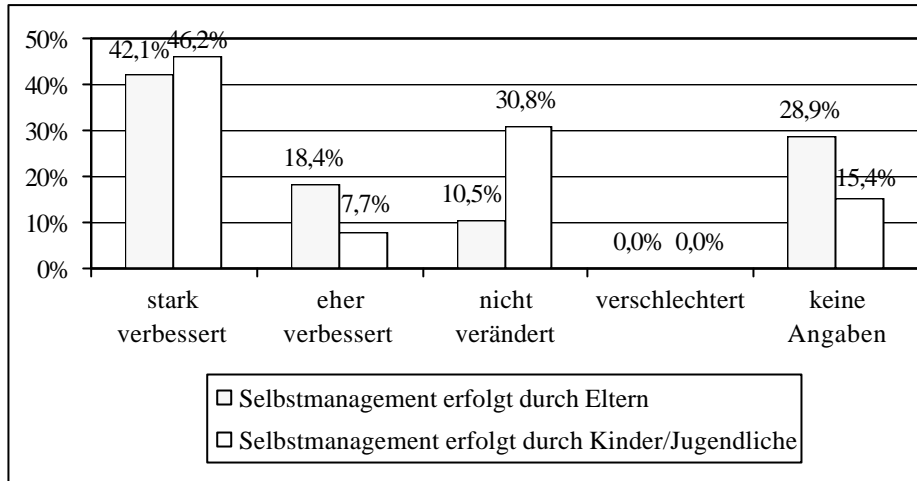 50%
40%
30%
20%
10%
0%
42,1%
46,2%
18,4%
7,7%
10,5%
30,8%
0,0%
0,0%
28,9%
15,4%
stark
verbessert
eher
verbessert
nicht
verändert
verschlechtert
keine
Angaben
Selbstmanagement erfolgt durch Eltern
Selbstmanagement erfolgt durch Kinder/Jugendliche